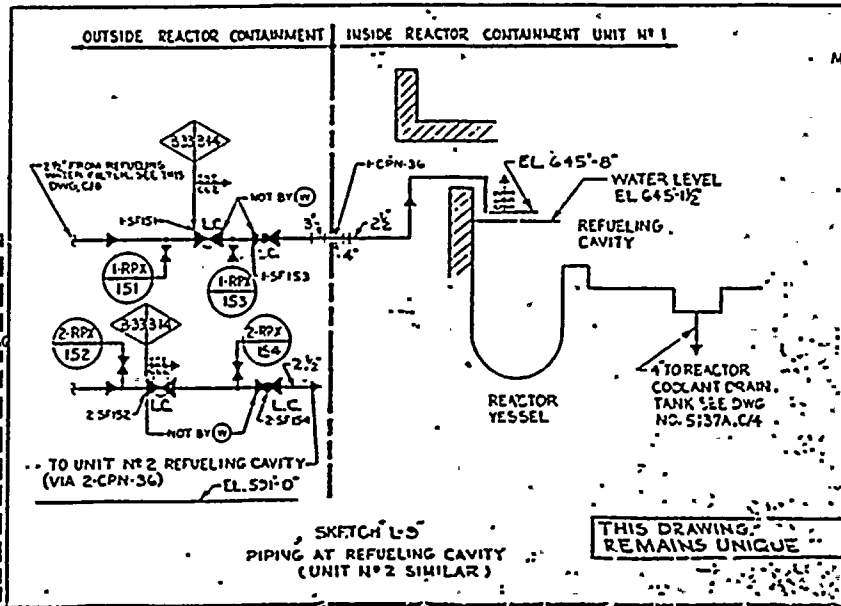 OUTSIDE REACTOR CONTAINMENT
INSIDE REACTOR CONTAINMENT UNIT Nº 1
M
333314
2½" FROM REFUELING
WATER FILTER. SEE THIS
DWG. C/8
NOT BY W
1-CPN-36
EL. 645'-8"
WATER LEVEL
EL 645'-1½"
REFUELING
CAVITY
1-SF151
L.C.
3"
4"
2½"
L.C.
1-SF153
1-RPX
151
1-RPX
153
333314
2-RPX
152
2-RPX
154
2½"
2-SF152
L.C.
L.C.
2-SF154
NOT BY W
REACTOR
VESSEL
4" TO REACTOR
COOLANT DRAIN
TANK SEE DWG
NO. 5137A, C/4
TO UNIT Nº 2 REFUELING CAVITY
(VIA 2-CPN-36)
EL. 591'-0"
SKETCH
PIPING AT REFUELING CAVITY
(UNIT Nº 2 SIMILAR)
THIS DRAWING
REMAINS UNIQUE